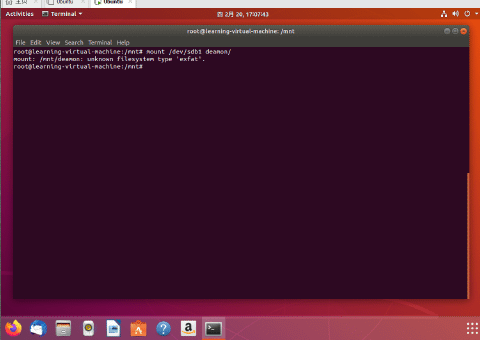 主页 Ubuntu Ubuntu
Activities Terminal 四 2月 20, 17:07:43
root@learning-virtual-machine: /mnt
File Edit View Search Terminal Help
root@learning-virtual-machine:/mnt# mount /dev/sdb1 deamon/
mount: /mnt/deamon: unknown filesystem type 'exfat'.
root@learning-virtual-machine:/mnt#